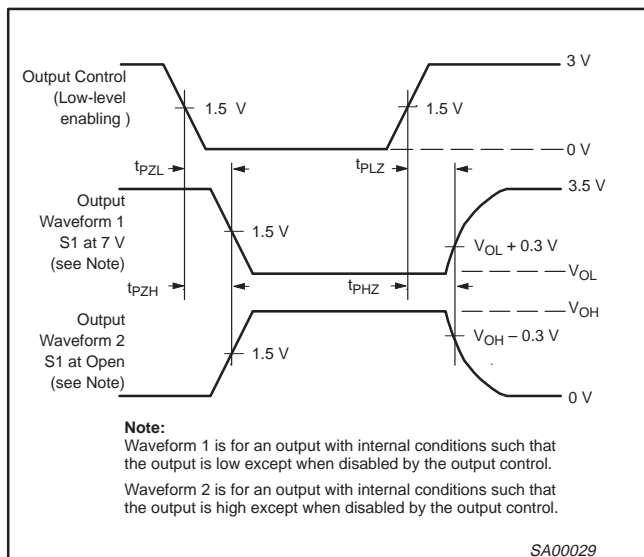 Output Control
(Low-level
enabling )
3 V
1.5 V
1.5 V
0 V
tPZL
tPLZ
Output
Waveform 1
S1 at 7 V
(see Note)
3.5 V
1.5 V
VOL + 0.3 V
VOL
tPZH
tPHZ
VOH
Output
Waveform 2
S1 at Open
(see Note)
1.5 V
VOH – 0.3 V
0 V
Note:
Waveform 1 is for an output with internal conditions such that
the output is low except when disabled by the output control.
Waveform 2 is for an output with internal conditions such that
the output is high except when disabled by the output control.
SA00029